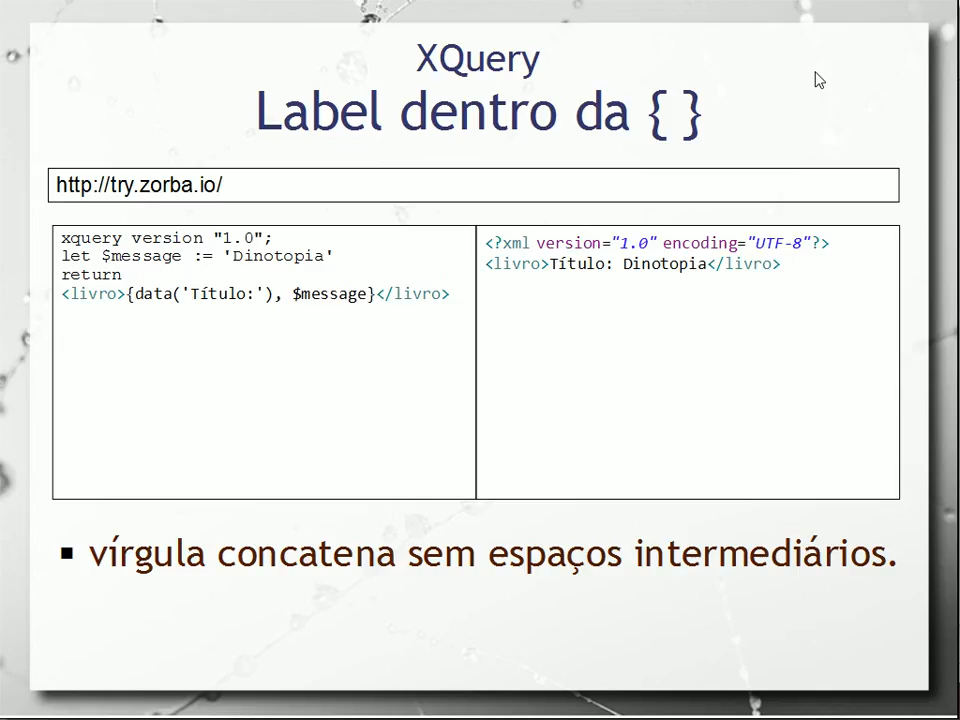 XQuery
Label dentro da { }
http://try.zorba.io/
xquery version "1.0";
let $message := 'Dinotopia'
return
<livro>{data('Título:'), $message}</livro>
<?xml version="1.0" encoding="UTF-8"?>
<livro>Título: Dinotopia</livro>
▪ vírgula concatena sem espaços intermediários.